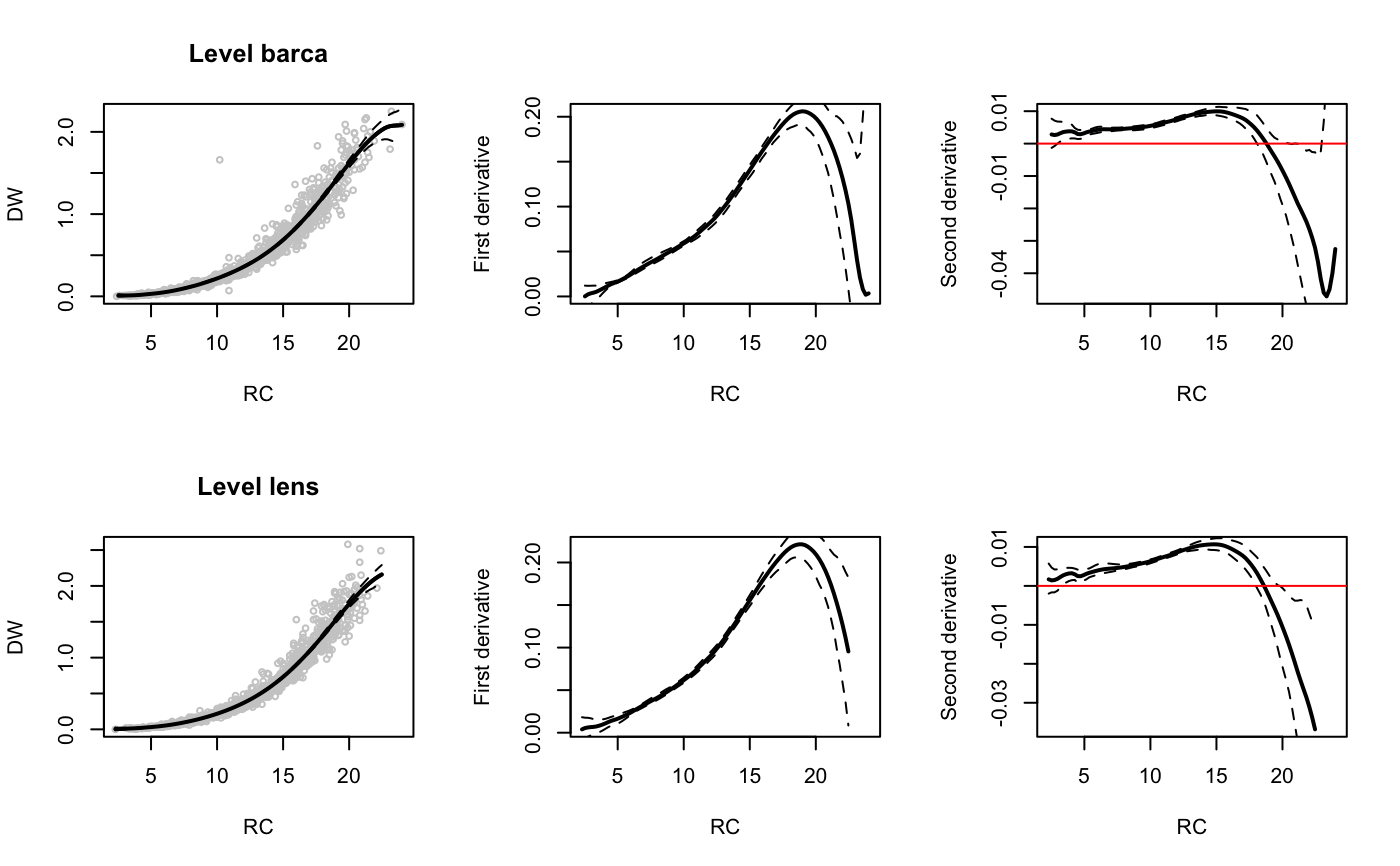 Level barca
DW
0.0 1.0 2.0
5 10 15 20
RC
First derivative
0.00 0.10 0.20
5 10 15 20
RC
Second derivative
-0.04 -0.01 0.01
5 10 15 20
RC
Level lens
DW
0.0 1.0 2.0
5 10 15 20
RC
First derivative
0.00 0.10 0.20
5 10 15 20
RC
Second derivative
-0.03 -0.01 0.01
5 10 15 20
RC